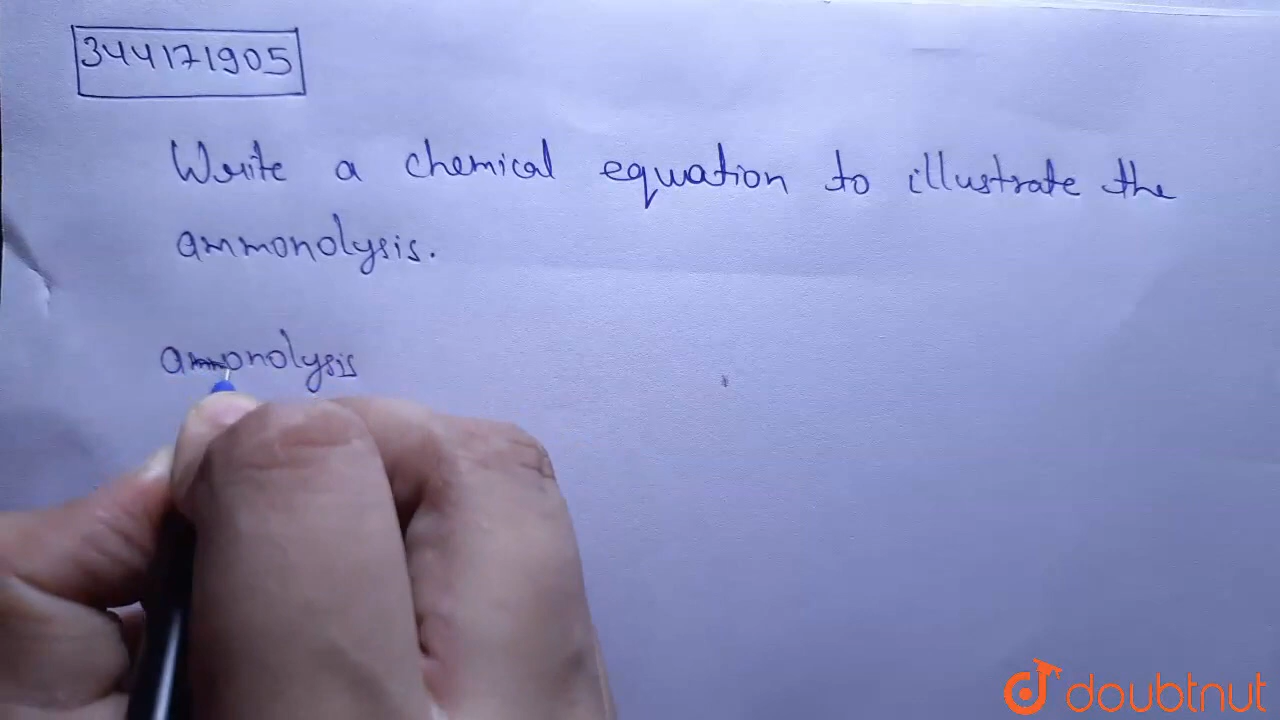 344171905
Write a chemical equation to illustrate the
ammonolysis.
ammonolysis
doubtnut